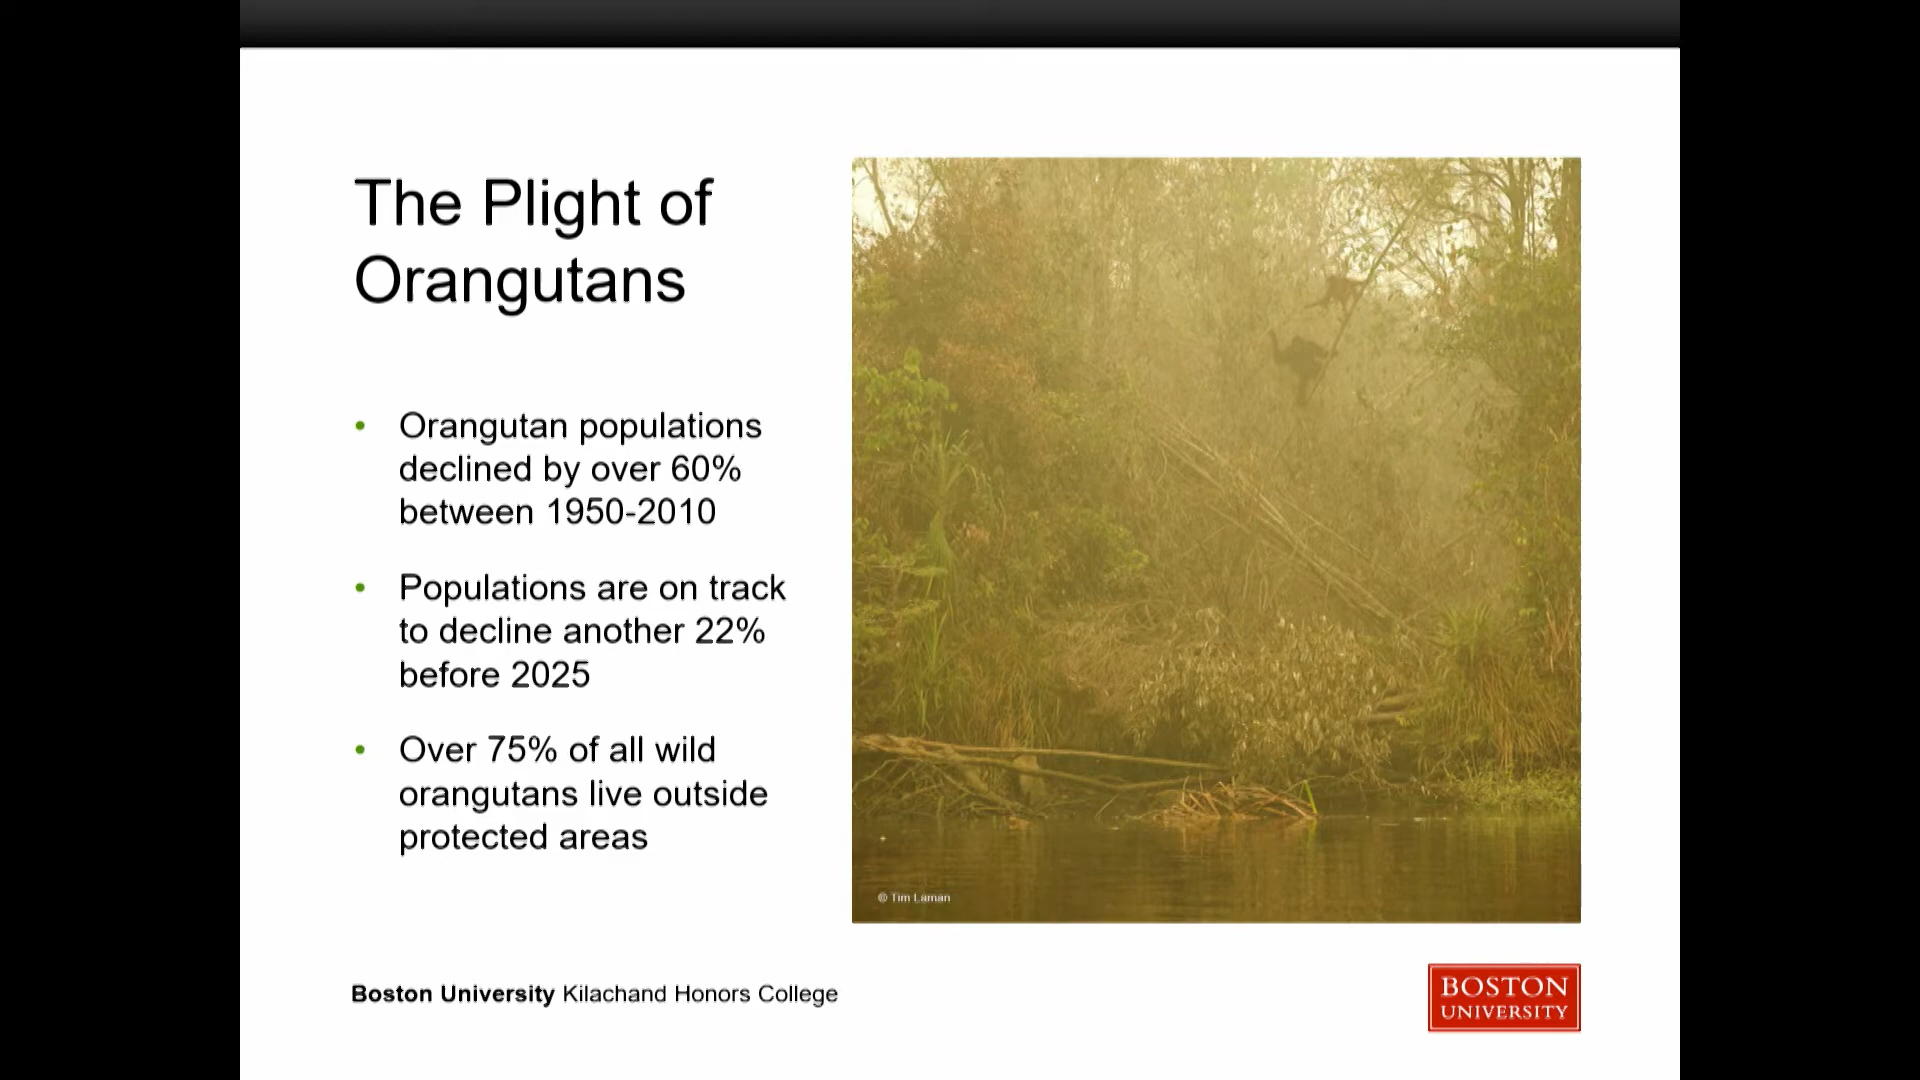 The Plight of
Orangutans
• Orangutan populations
declined by over 60%
between 1950-2010
• Populations are on track
to decline another 22%
before 2025
• Over 75% of all wild
orangutans live outside
protected areas
© Tim Laman
Boston University Kilachand Honors College
BOSTON
UNIVERSITY